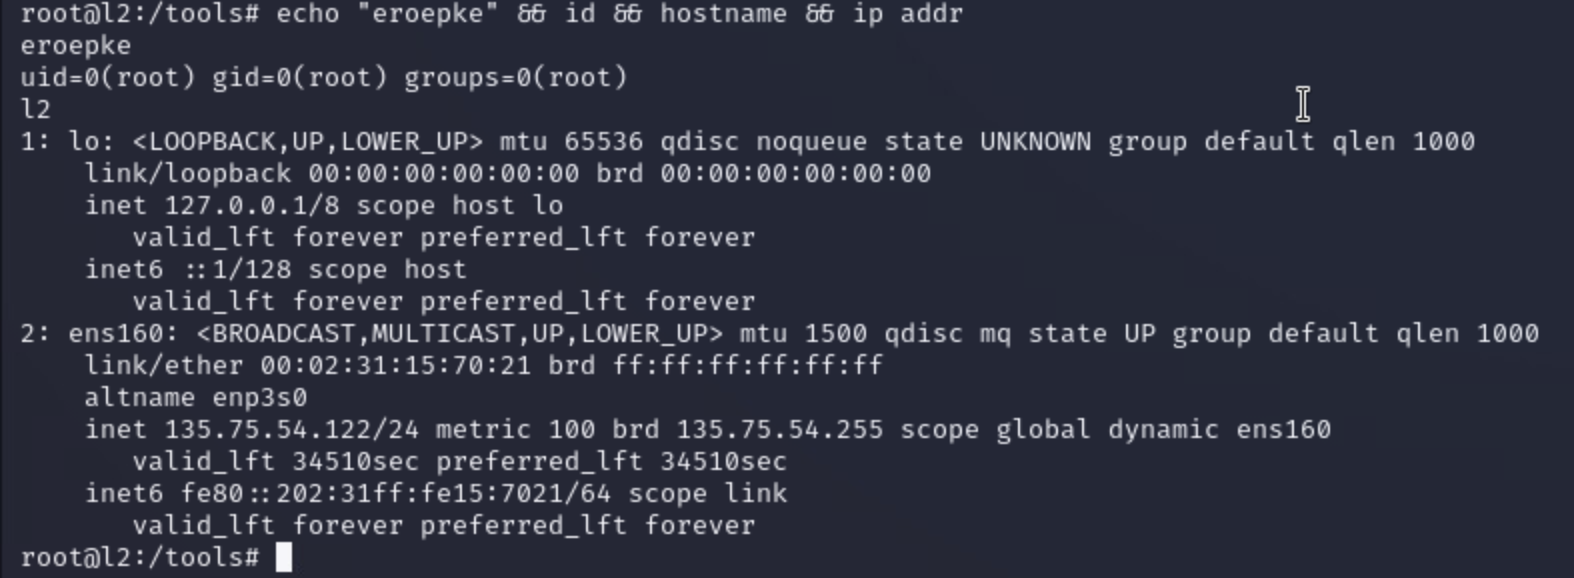 root@l2:/tools# echo "eroepke" && id && hostname && ip addr
eroepke
uid=0(root) gid=0(root) groups=0(root)
l2
1: lo: <LOOPBACK,UP,LOWER_UP> mtu 65536 qdisc noqueue state UNKNOWN group default qlen 1000
    link/loopback 00:00:00:00:00:00 brd 00:00:00:00:00:00
    inet 127.0.0.1/8 scope host lo
       valid_lft forever preferred_lft forever
    inet6 ::1/128 scope host
       valid_lft forever preferred_lft forever
2: ens160: <BROADCAST,MULTICAST,UP,LOWER_UP> mtu 1500 qdisc mq state UP group default qlen 1000
    link/ether 00:02:31:15:70:21 brd ff:ff:ff:ff:ff:ff
    altname enp3s0
    inet 135.75.54.122/24 metric 100 brd 135.75.54.255 scope global dynamic ens160
       valid_lft 34510sec preferred_lft 34510sec
    inet6 fe80::202:31ff:fe15:7021/64 scope link
       valid_lft forever preferred_lft forever
root@l2:/tools#